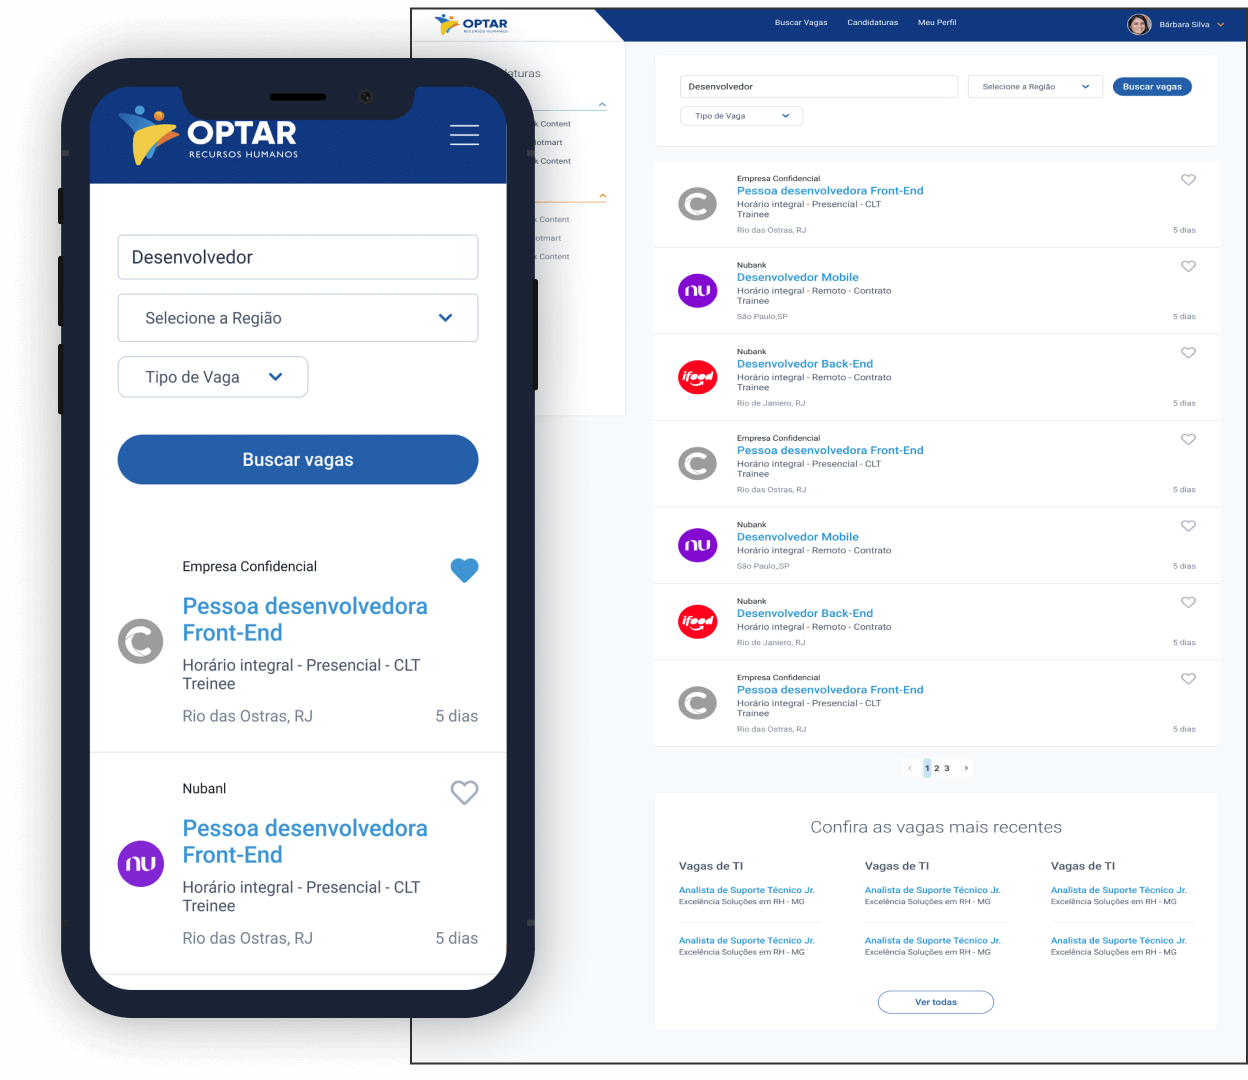 OPTAR
RECURSOS HUMANOS
Desenvolvedor
Selecione a Região
Tipo de Vaga
Buscar vagas
Empresa Confidencial
Pessoa desenvolvedora
Front-End
Horário integral - Presencial - CLT
Treinee
Rio das Ostras, RJ 5 dias
Nubanl
Pessoa desenvolvedora
Front-End
Horário integral - Presencial - CLT
Treinee
Rio das Ostras, RJ 5 dias
OPTAR
RECURSOS HUMANOS
Buscar Vagas Candidaturas Meu Perfil Bárbara Silva
aturas
k Content
otmart
k Content
k Content
otmart
k Content
Desenvolvedor Selecione a Região Buscar vagas
Tipo de Vaga
Empresa Confidencial
Pessoa desenvolvedora Front-End
Horário integral - Presencial - CLT
Trainee
Rio das Ostras, RJ 5 dias
nu
Nubank
Desenvolvedor Mobile
Horário integral - Remoto - Contrato
Trainee
São Paulo,SP 5 dias
ifood
Nubank
Desenvolvedor Back-End
Horário integral - Remoto - Contrato
Trainee
Rio de Janiero, RJ 5 dias
Empresa Confidencial
Pessoa desenvolvedora Front-End
Horário integral - Presencial - CLT
Trainee
Rio das Ostras, RJ 5 dias
nu
Nubank
Desenvolvedor Mobile
Horário integral - Remoto - Contrato
São Paulo,,SP 5 dias
ifood
Nubank
Desenvolvedor Back-End
Horário integral - Remoto - Contrato
Rio de Janiero, RJ 5 dias
Empresa Confidencial
Pessoa desenvolvedora Front-End
Horário integral - Presencial - CLT
Trainee
Rio das Ostras, RJ 5 dias
< 1 2 3 >
Confira as vagas mais recentes
Vagas de TI Vagas de TI Vagas de TI
Analista de Suporte Técnico Jr. Analista de Suporte Técnico Jr. Analista de Suporte Técnico Jr.
Excelência Soluções em RH - MG Excelência Soluções em RH - MG Excelência Soluções em RH - MG
Analista de Suporte Técnico Jr. Analista de Suporte Técnico Jr. Analista de Suporte Técnico Jr.
Excelência Soluções em RH - MG Excelência Soluções em RH - MG Excelência Soluções em RH - MG
Ver todas